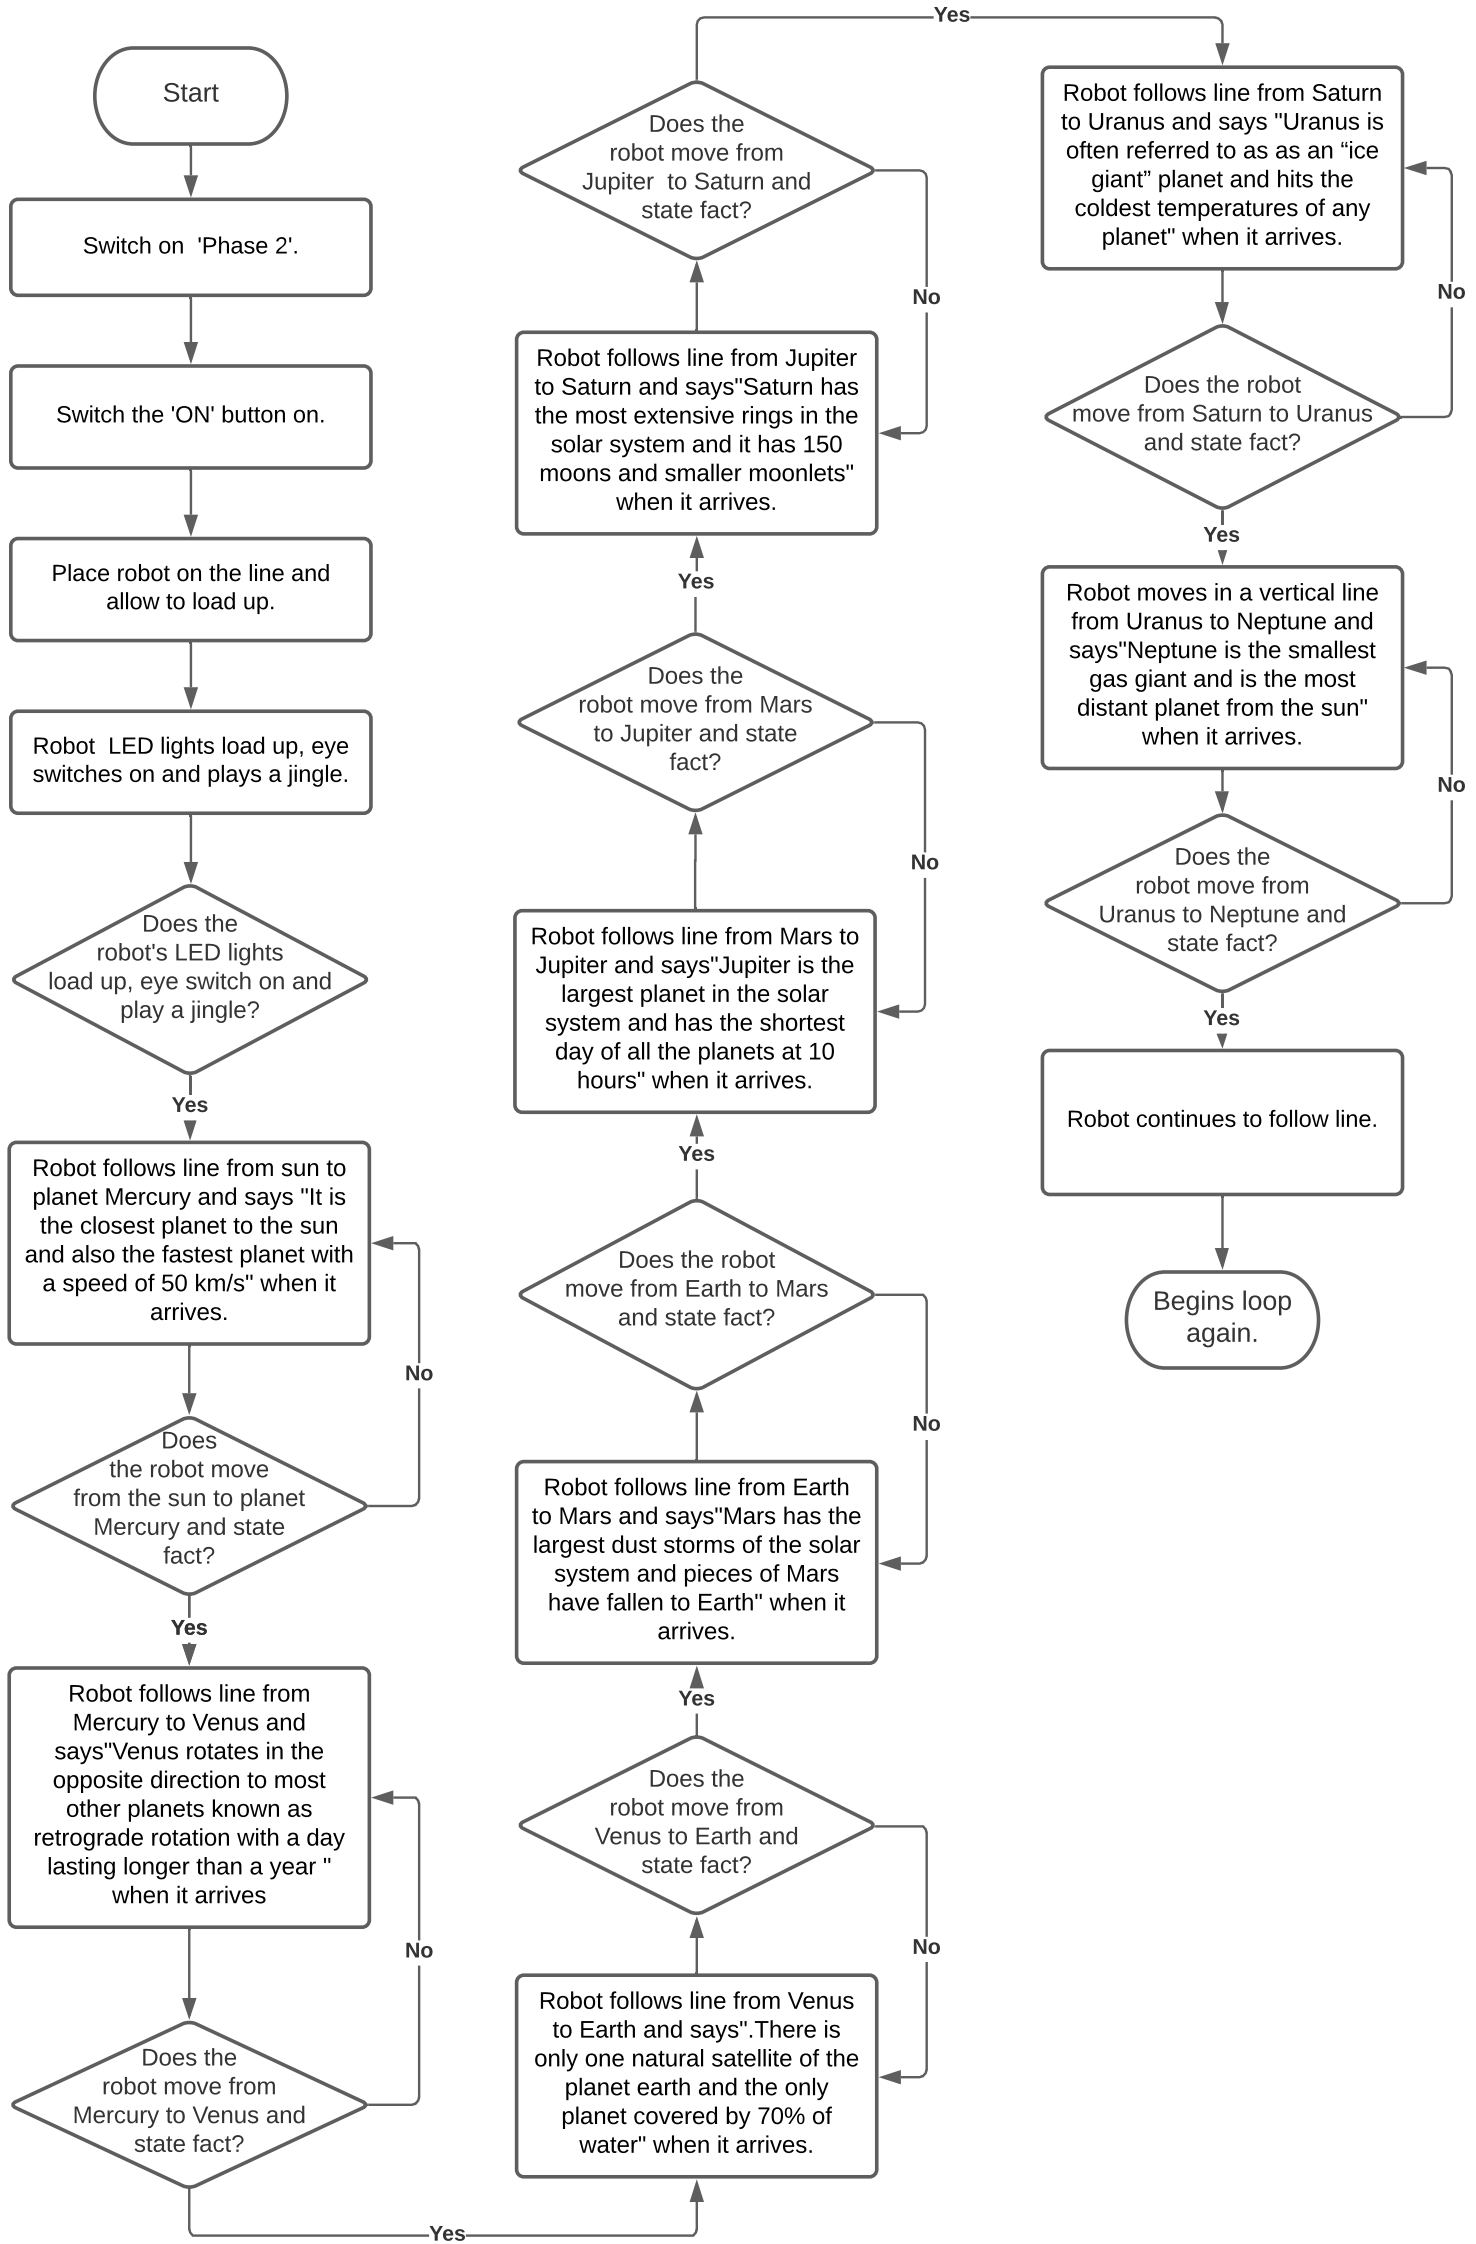 Start
Switch on  'Phase 2'.
Switch the 'ON' button on.
Place robot on the line and
allow to load up.
Robot  LED lights load up, eye
switches on and plays a jingle.
Does the
robot's LED lights
load up, eye switch on and
play a jingle?
Yes
Robot follows line from sun to
planet Mercury and says "It is
the closest planet to the sun
and also the fastest planet with
a speed of 50 km/s" when it
arrives.
No
Does
the robot move
from the sun to planet
Mercury and state
fact?
Yes
Robot follows line from
Mercury to Venus and
says"Venus rotates in the
opposite direction to most
other planets known as
retrograde rotation with a day
lasting longer than a year "
when it arrives
No
Does the
robot move from
Mercury to Venus and
state fact?
Yes
Robot follows line from Venus
to Earth and says".There is
only one natural satellite of the
planet earth and the only
planet covered by 70% of
water" when it arrives.
No
Does the
robot move from
Venus to Earth and
state fact?
Yes
Robot follows line from Earth
to Mars and says"Mars has the
largest dust storms of the solar
system and pieces of Mars
have fallen to Earth" when it
arrives.
No
Does the robot
move from Earth to Mars
and state fact?
Yes
Robot follows line from Mars to
Jupiter and says"Jupiter is the
largest planet in the solar
system and has the shortest
day of all the planets at 10
hours" when it arrives.
No
Does the
robot move from Mars
to Jupiter and state
fact?
Yes
Robot follows line from Jupiter
to Saturn and says"Saturn has
the most extensive rings in the
solar system and it has 150
moons and smaller moonlets"
when it arrives.
No
Does the
robot move from
Jupiter  to Saturn and
state fact?
Yes
Robot follows line from Saturn
to Uranus and says "Uranus is
often referred to as as an “ice
giant” planet and hits the
coldest temperatures of any
planet" when it arrives.
No
Does the robot
move from Saturn to Uranus
and state fact?
Yes
Robot moves in a vertical line
from Uranus to Neptune and
says"Neptune is the smallest
gas giant and is the most
distant planet from the sun"
when it arrives.
No
Does the
robot move from
Uranus to Neptune and
state fact?
Yes
Robot continues to follow line.
Begins loop
again.